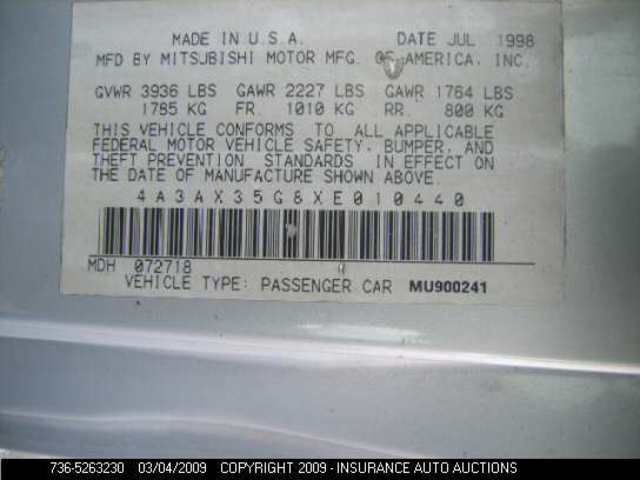 MADE IN U.S.A. DATE JUL 1998
MFD BY MITSUBISHI MOTOR MFG. OF AMERICA, INC.
GVWR 3936 LBS GAWR 2227 LBS GAWR 1764 LBS
1785 KG FR. 1010 KG RR. 800 KG
THIS VEHICLE CONFORMS TO ALL APPLICABLE
FEDERAL MOTOR VEHICLE SAFETY, BUMPER, AND
THEFT PREVENTION STANDARDS IN EFFECT ON
THE DATE OF MANUFACTURE SHOWN ABOVE.
4A3AX35G8XE010440
MDH 072718
VEHICLE TYPE: PASSENGER CAR MU900241
736-5263230 03/04/2009 COPYRIGHT 2009 - INSURANCE AUTO AUCTIONS